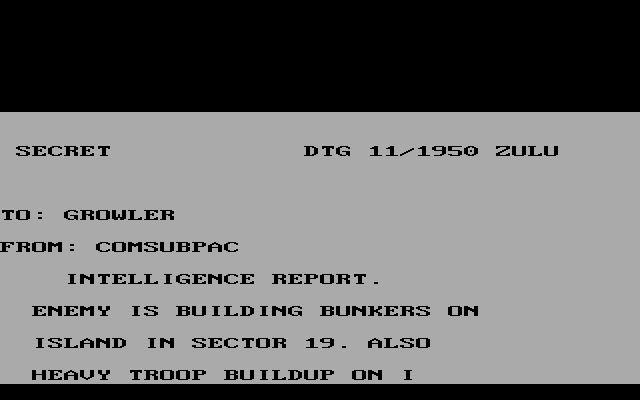 SECRET DTG 11/1950 ZULU
TO: GROWLER
FROM: COMSUBPAC
INTELLIGENCE REPORT.
ENEMY IS BUILDING BUNKERS ON
ISLAND IN SECTOR 19. ALSO
HEAVY TROOP BUILDUP ON I